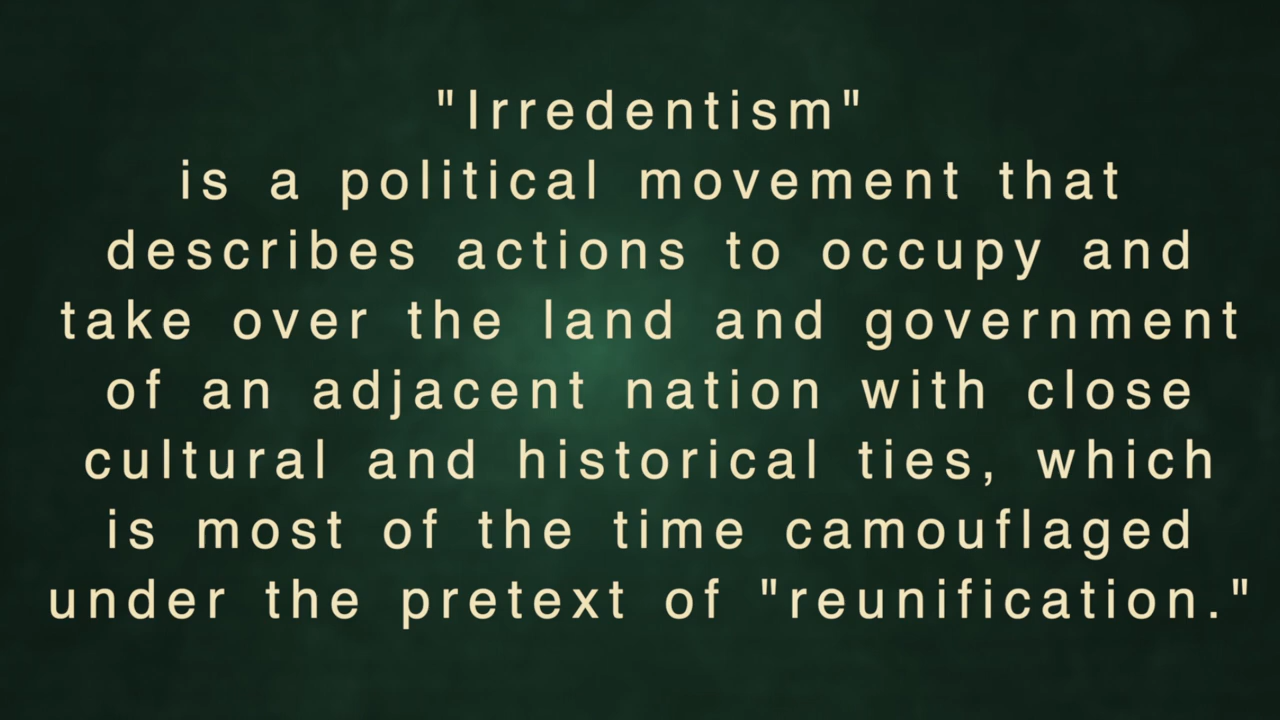 "Irredentism"
is a political movement that
describes actions to occupy and
take over the land and government
of an adjacent nation with close
cultural and historical ties, which
is most of the time camouflaged
under the pretext of "reunification."